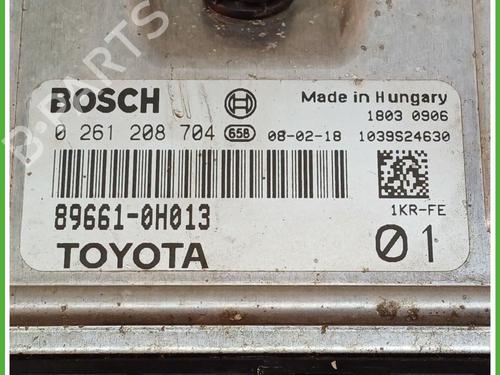 B-PARTS
BOSCH
Made in Hungary
1803 0906
0 261 208 704 658 08-02-18 1039S24630
89661-0H013
1KR-FE
TOYOTA
01